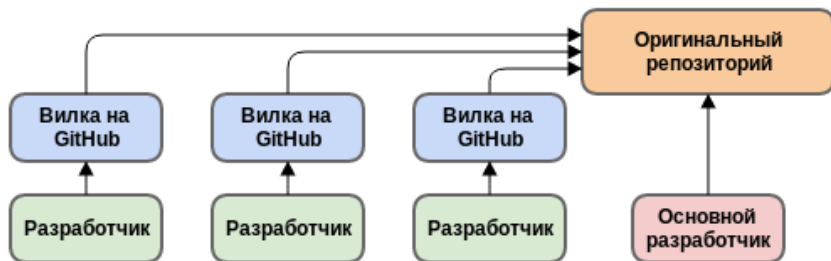 Оригинальный
репозиторий
Вилка на
GitHub
Вилка на
GitHub
Вилка на
GitHub
Разработчик
Разработчик
Разработчик
Основной
разработчик